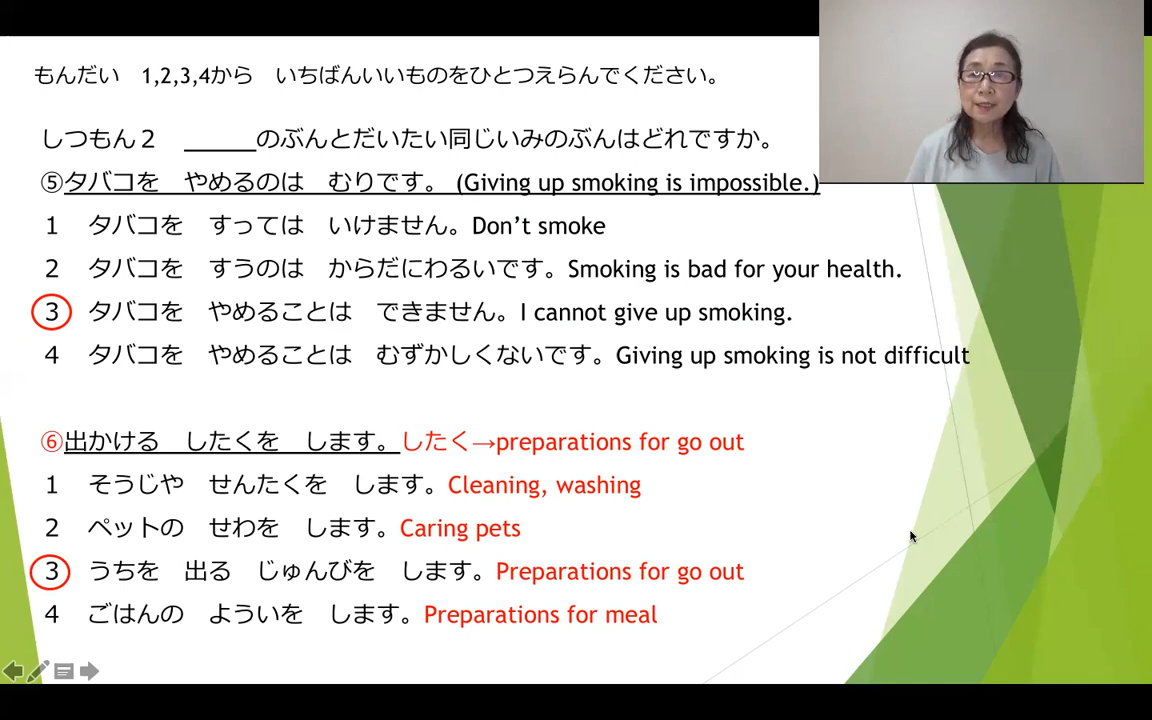 もんだい　1,2,3,4から　いちばんいいものをひとつえらんでください。
しつもん２　______のぶんとだいたい同じいみのぶんはどれですか。
⑤タバコを　やめるのは　むりです。 (Giving up smoking is impossible.)
1　タバコを　すっては　いけません。Don’t smoke
2　タバコを　すうのは　からだにわるいです。Smoking is bad for your health.
3　タバコを　やめることは　できません。I cannot give up smoking.
4　タバコを　やめることは　むずかしくないです。Giving up smoking is not difficult
⑥出かける　したくを　します。したく→preparations for go out
1　そうじや　せんたくを　します。Cleaning, washing
2　ペットの　せわを　します。Caring pets
3　うちを　出る　じゅんびを　します。Preparations for go out
4　ごはんの　よういを　します。Preparations for meal